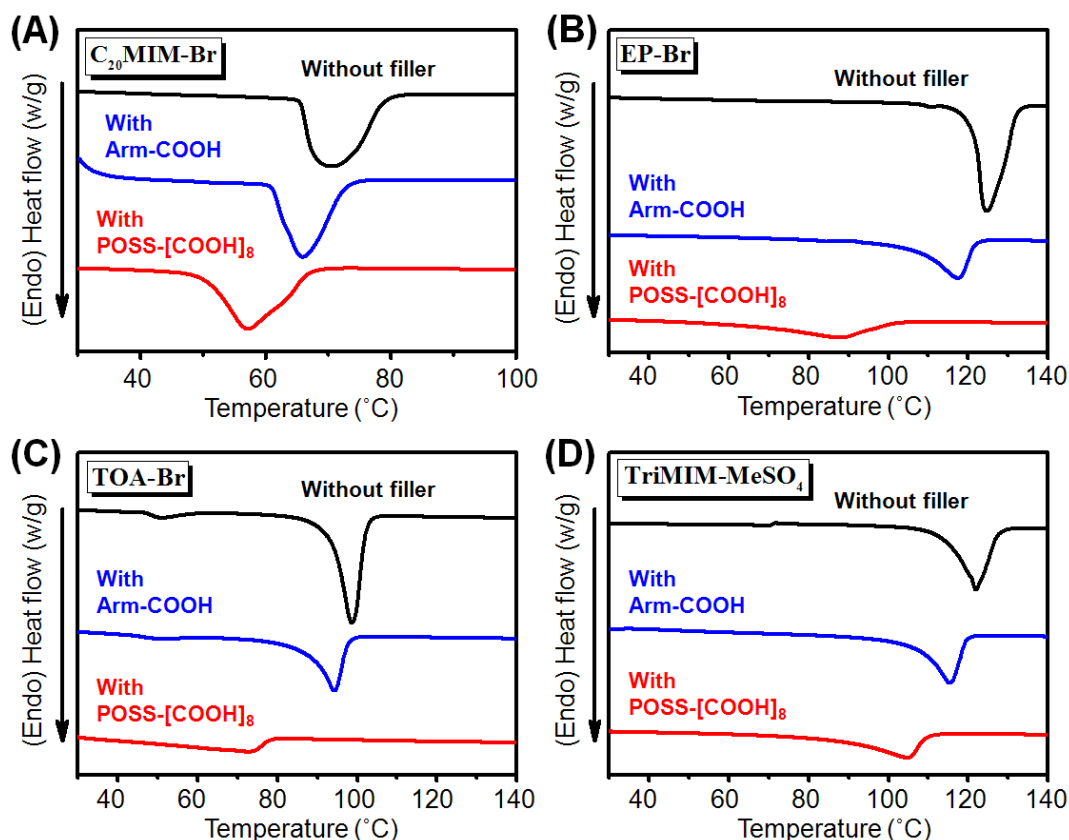 (A)
C₂₀MIM-Br
Without filler
With
Arm-COOH
With
POSS-[COOH]₈
(Endo) Heat flow (w/g)
40 60 80 100
Temperature (˚C)
(B)
EP-Br
Without filler
With
Arm-COOH
With
POSS-[COOH]₈
(Endo) Heat flow (w/g)
40 60 80 100 120 140
Temperature (˚C)
(C)
TOA-Br
Without filler
With
Arm-COOH
With
POSS-[COOH]₈
(Endo) Heat flow (w/g)
40 60 80 100 120 140
Temperature (˚C)
(D)
TriMIM-MeSO₄
Without filler
With
Arm-COOH
With
POSS-[COOH]₈
(Endo) Heat flow (w/g)
40 60 80 100 120 140
Temperature (˚C)